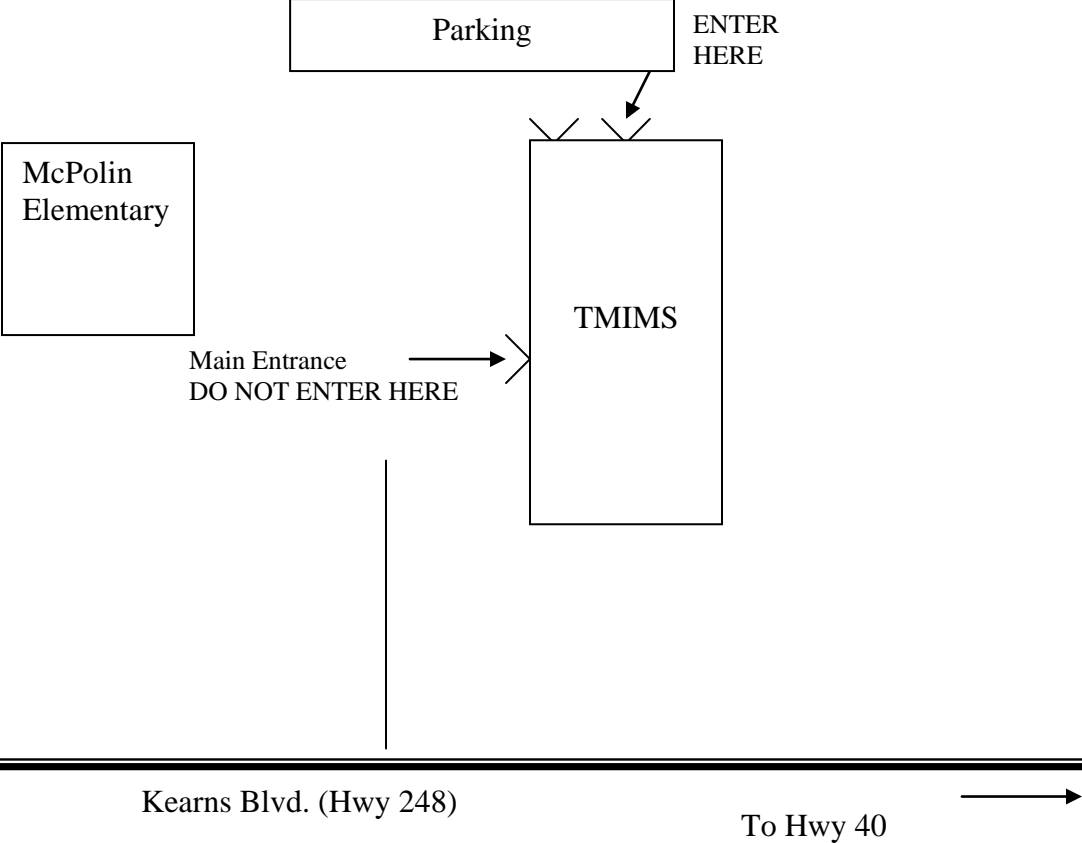 Parking
ENTER
HERE
McPolin
Elementary
TMIMS
Main Entrance
DO NOT ENTER HERE
Kearns Blvd. (Hwy 248)
To Hwy 40